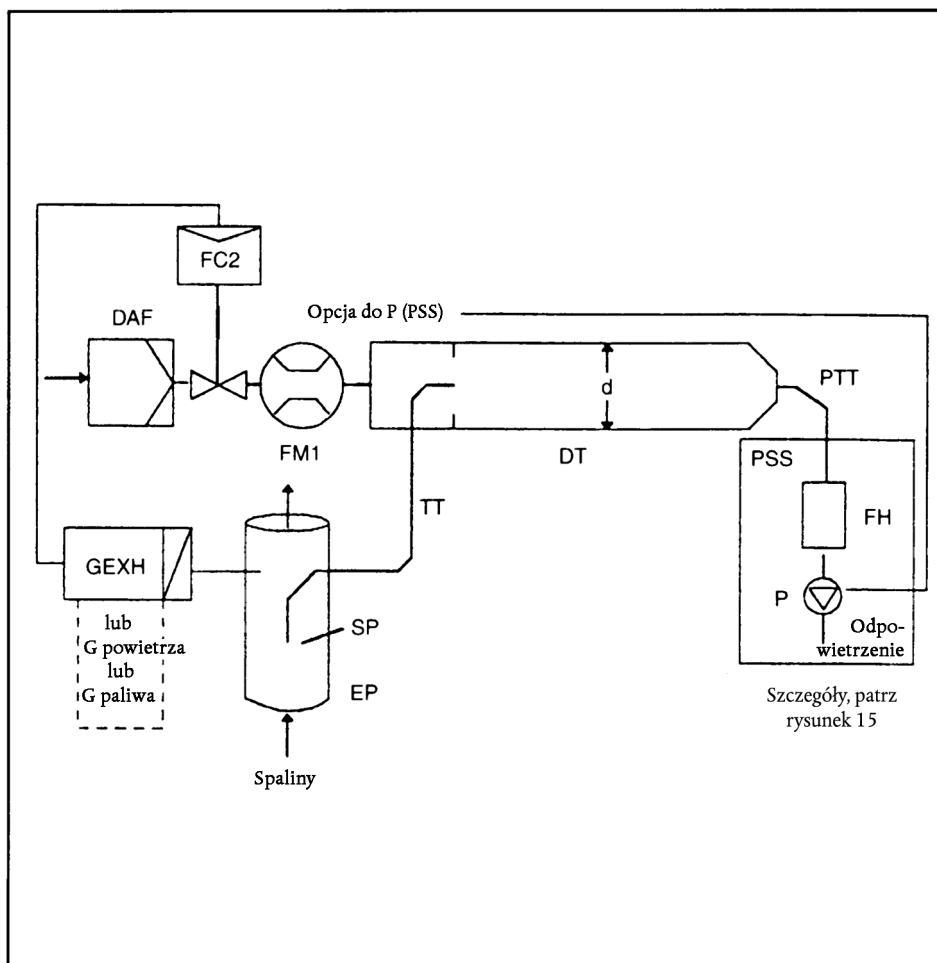 FC2
Opcja do P (PSS)
DAF
d
PTT
FM1
DT
PSS
TT
FH
GEXH
P
lub
G powietrza
lub
G paliwa
SP
Odpo-
wietrzenie
EP
Szczegóły, patrz
rysunek 15
Spaliny